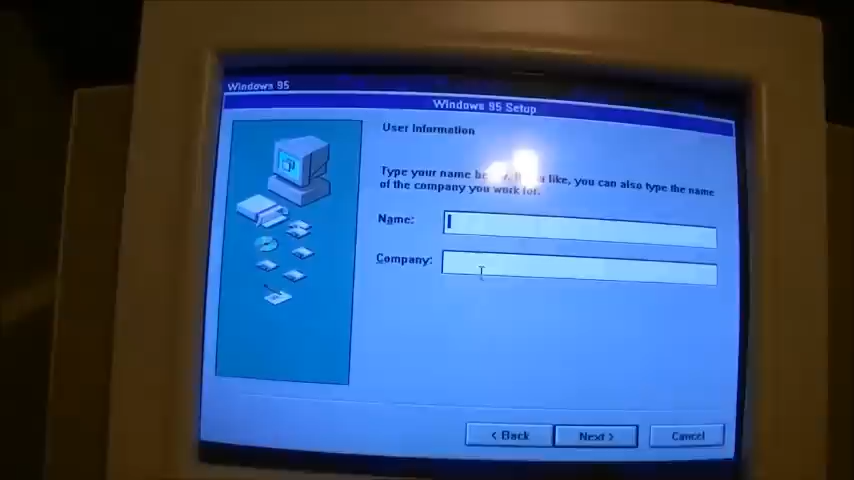 Windows 95
Windows 95 Setup
User Information
Type your name you like, you can also type the name
of the company you work for.
Name:
Company:
< Back
Next >
Cancel